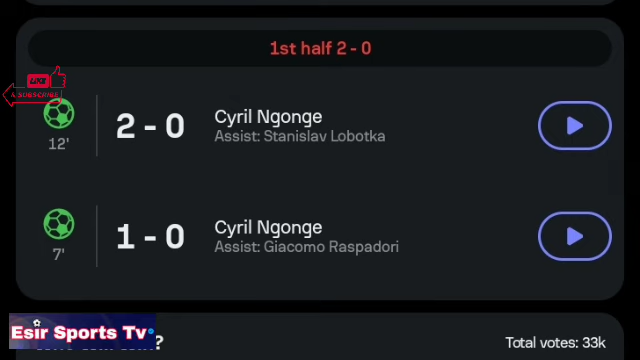 1st half 2 - 0
LIKE
& SUBSCRIBE
2 - 0
Cyril Ngonge
Assist: Stanislav Lobotka
12'
1 - 0
Cyril Ngonge
Assist: Giacomo Raspadori
7'
Esir Sports Tv
Total votes: 33k